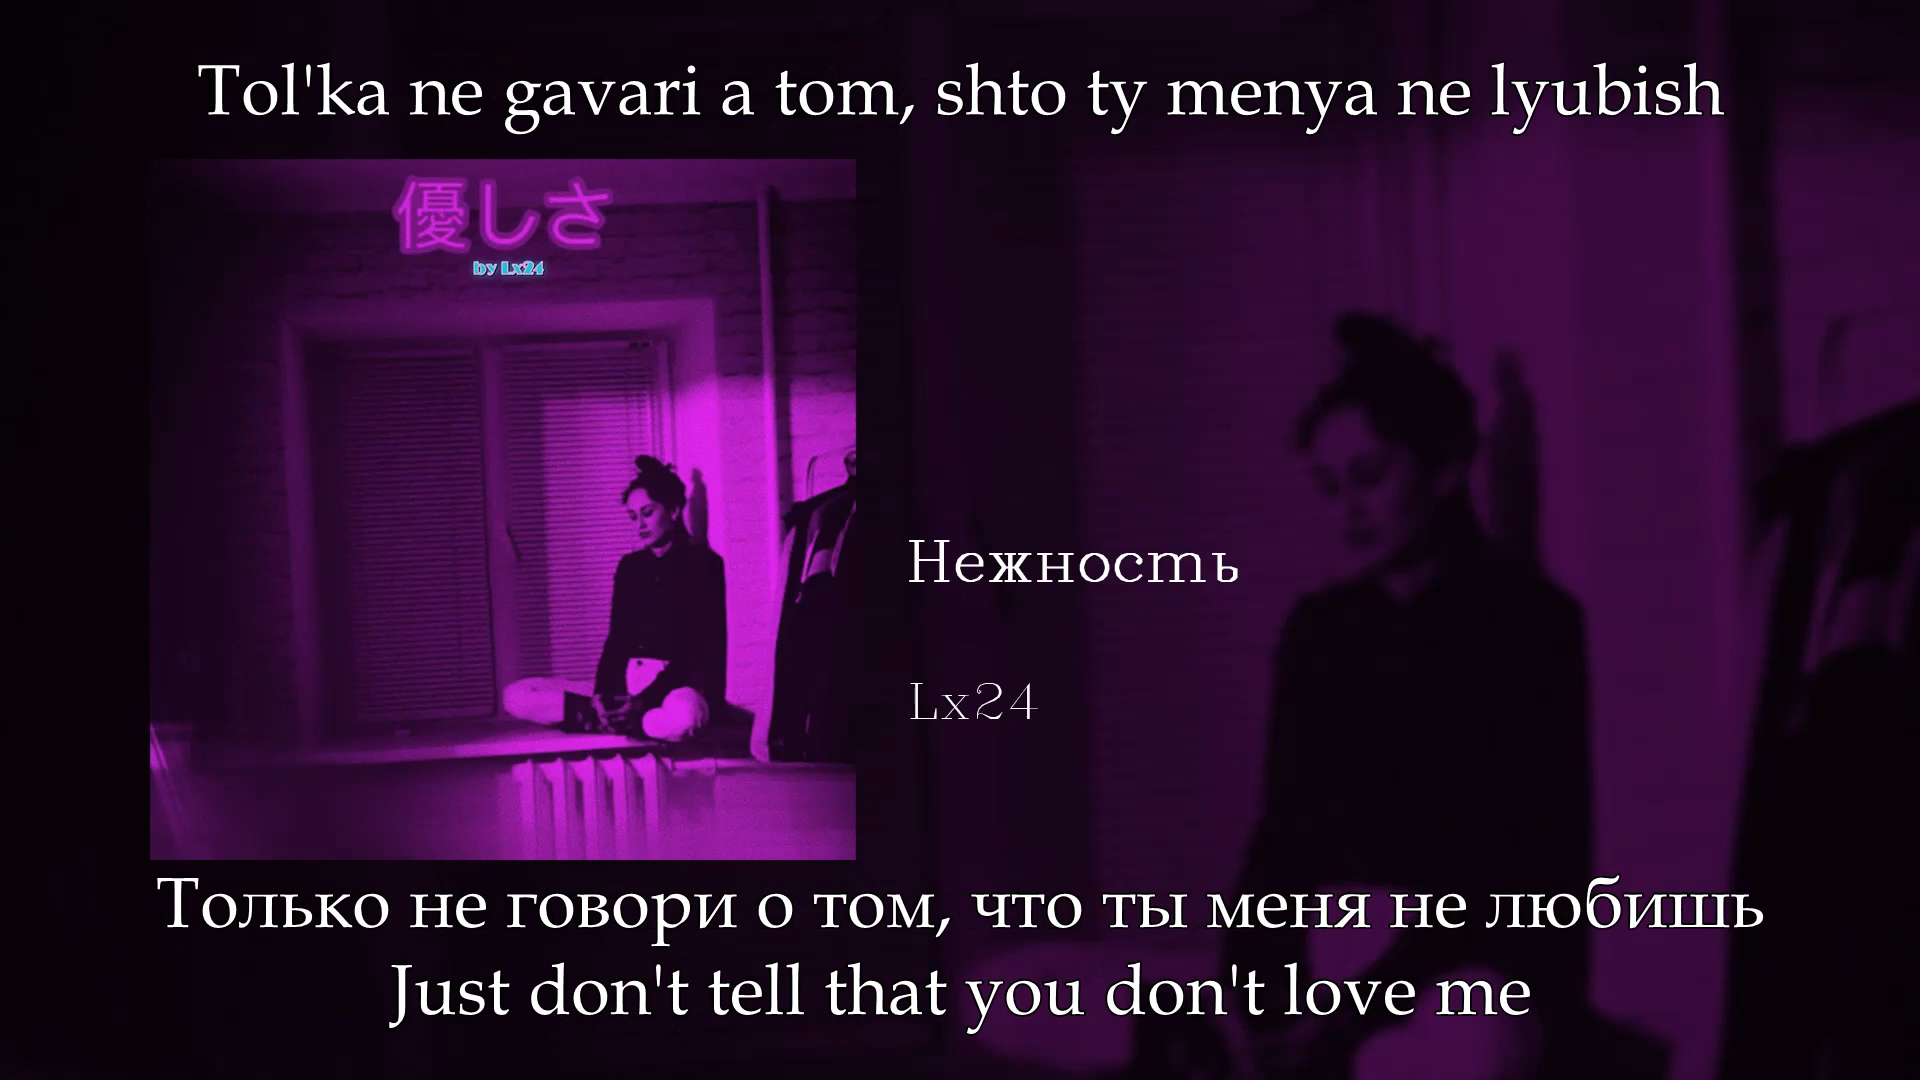 Tol'ka ne gavari a tom, shto ty menya ne lyubish
優しさ
by Lx24
Нежность
Lx24
Только не говори о том, что ты меня не любишь
Just don't tell that you don't love me